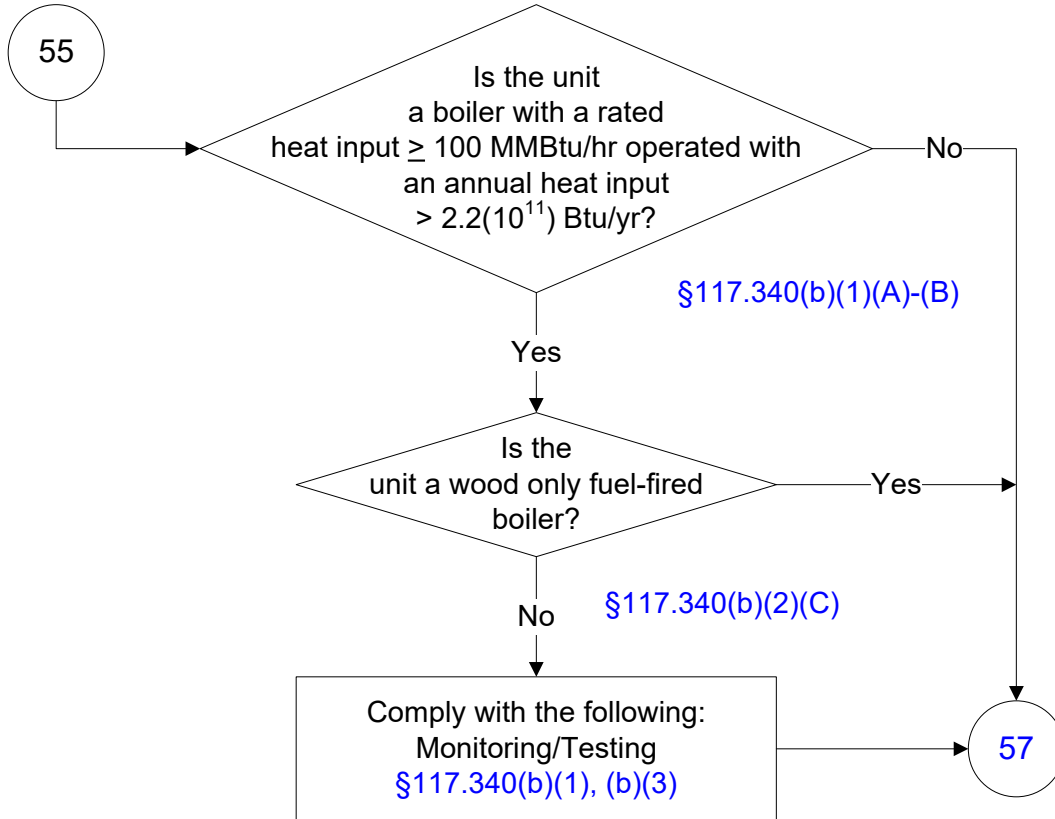 55
Is the unit
a boiler with a rated
heat input ≥ 100 MMBtu/hr operated with
an annual heat input
> 2.2(10¹¹) Btu/yr?
No
§117.340(b)(1)(A)-(B)
Yes
Is the
unit a wood only fuel-fired
boiler?
Yes
§117.340(b)(2)(C)
No
Comply with the following:
Monitoring/Testing
§117.340(b)(1), (b)(3)
57